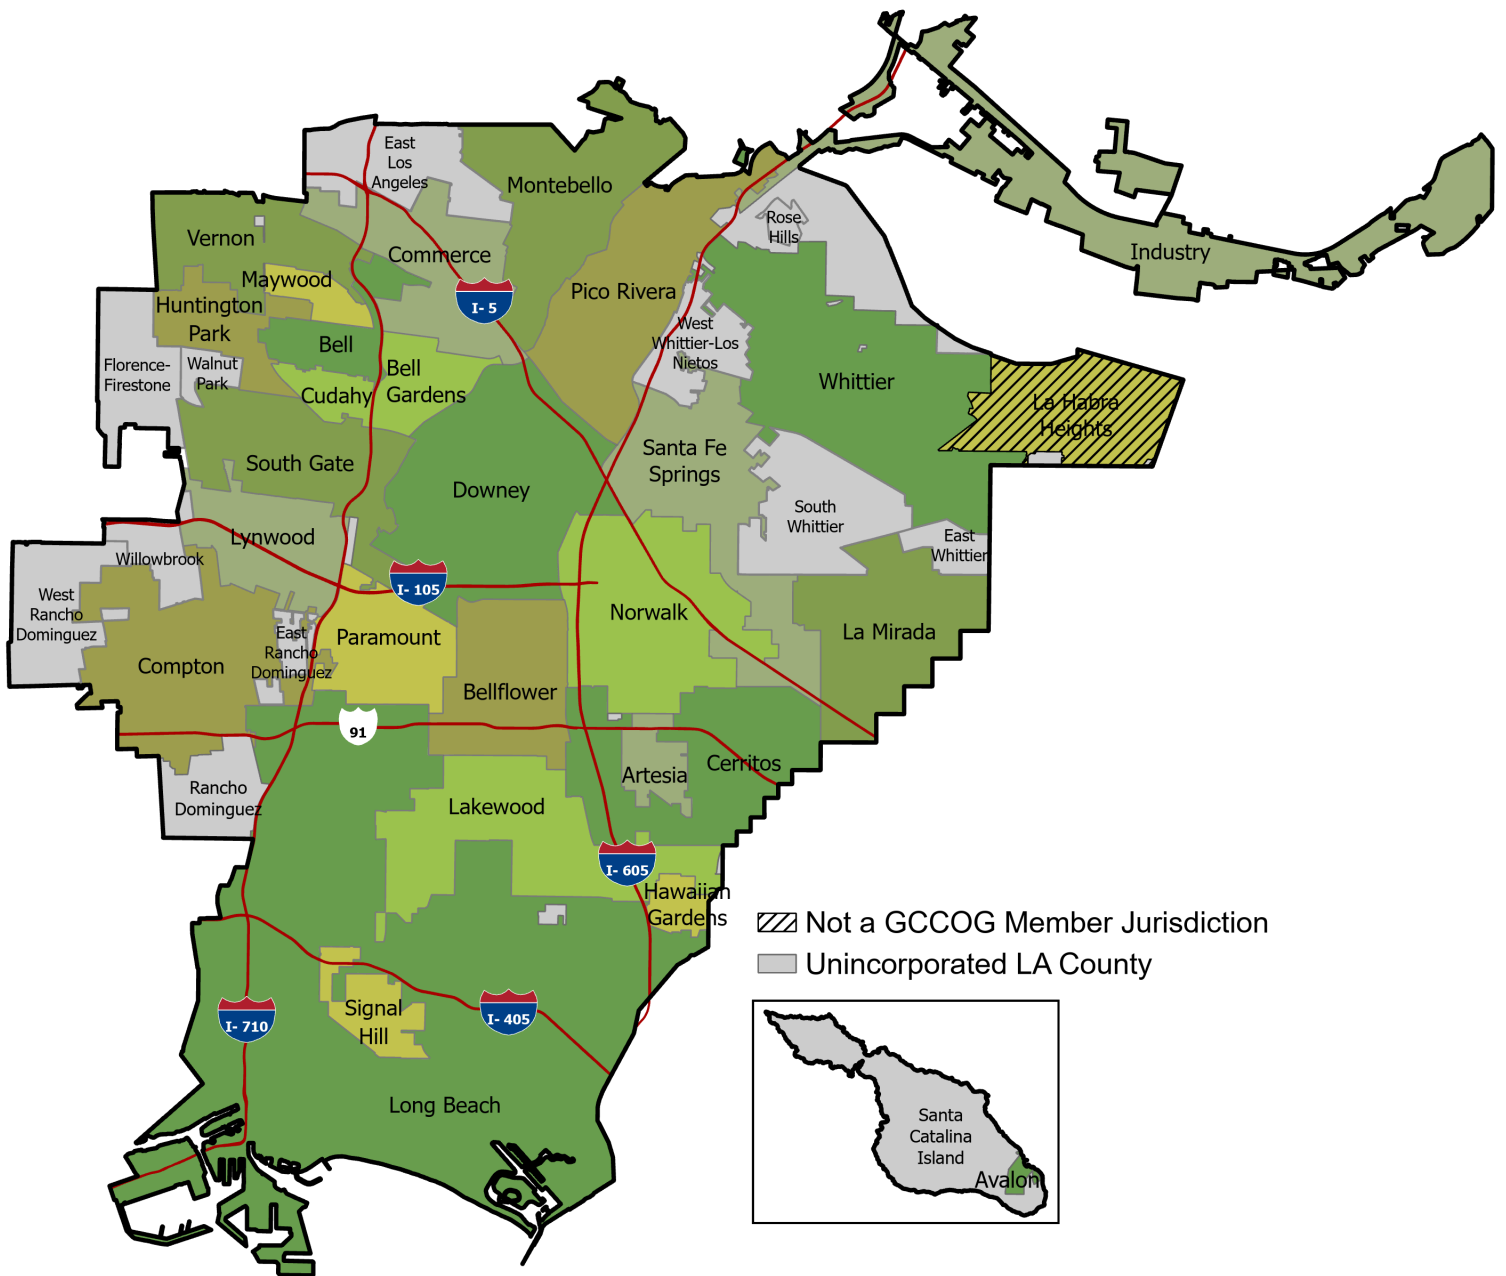 East
Los
Angeles
Montebello
Vernon
Commerce
Rose
Hills
Industry
Maywood
Huntington
Park
Pico Rivera
I- 5
Bell
West
Whittier-Los
Nietos
Florence-
Firestone
Walnut
Park
Bell
Gardens
Cudahy
Whittier
La Habra
Heights
South Gate
Santa Fe
Springs
Downey
South
Whittier
Lynwood
East
Whittier
Willowbrook
I- 105
West
Rancho
Dominguez
Norwalk
La Mirada
East
Rancho
Dominguez
Paramount
Compton
Bellflower
91
Artesia
Cerritos
Rancho
Dominguez
Lakewood
I- 605
Hawaiian
Gardens
Not a GCCOG Member Jurisdiction
Unincorporated LA County
Signal
Hill
I- 710
I- 405
Long Beach
Santa
Catalina
Island
Avalon